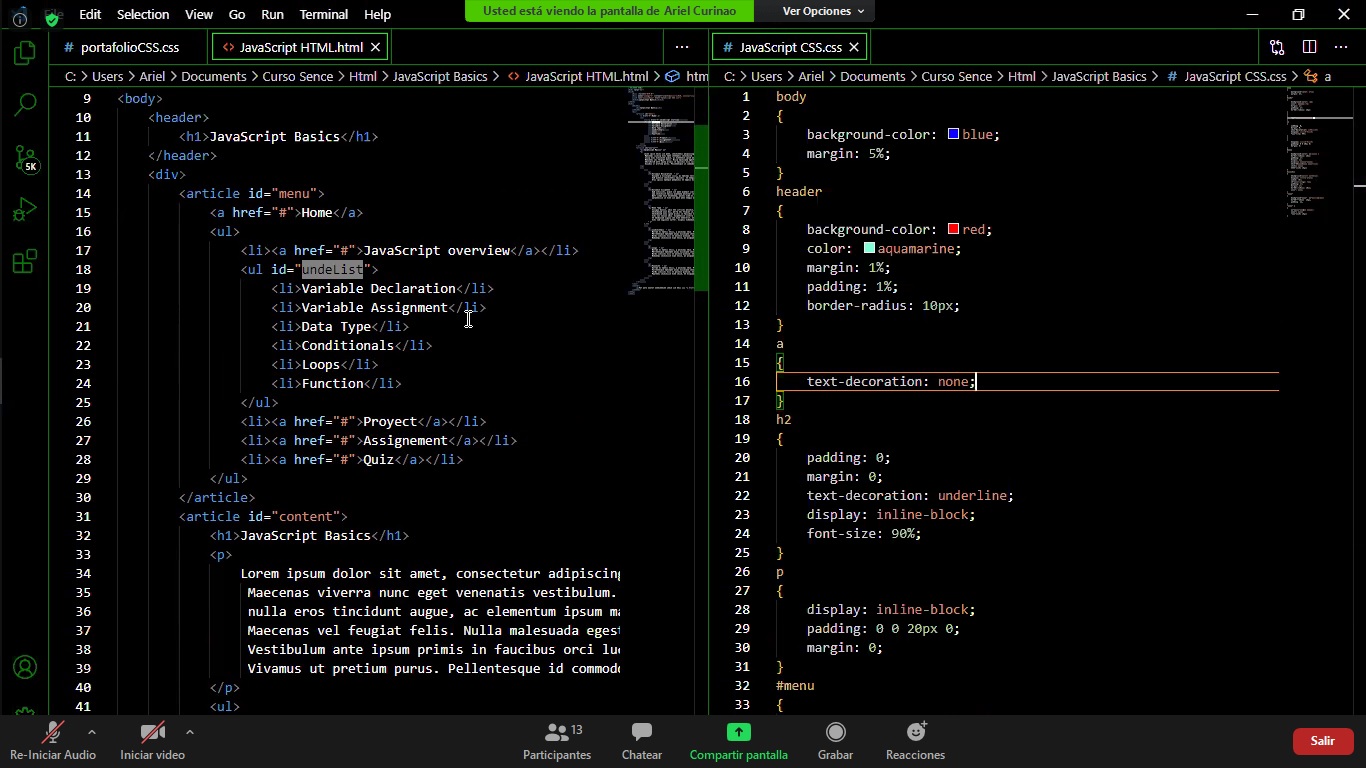 Edit Selection View Go Run Terminal Help
Usted está viendo la pantalla de Ariel Curinao
Ver Opciones
# portafolioCSS.css
<> JavaScript HTML.html
# JavaScript CSS.css
C: > Users > Ariel > Documents > Curso Sence > Html > JavaScript Basics > <> JavaScript HTML.html > htm
C: > Users > Ariel > Documents > Curso Sence > Html > JavaScript Basics > # JavaScript CSS.css > a
5K
9 <body>
10 <header>
11 <h1>JavaScript Basics</h1>
12 </header>
13 <div>
14 <article id="menu">
15 <a href="#">Home</a>
16 <ul>
17 <li><a href="#">JavaScript overview</a></li>
18 <ul id="undeList">
19 <li>Variable Declaration</li>
20 <li>Variable Assignment</li>
21 <li>Data Type</li>
22 <li>Conditionals</li>
23 <li>Loops</li>
24 <li>Function</li>
25 </ul>
26 <li><a href="#">Proyect</a></li>
27 <li><a href="#">Assignement</a></li>
28 <li><a href="#">Quiz</a></li>
29 </ul>
30 </article>
31 <article id="content">
32 <h1>JavaScript Basics</h1>
33 <p>
34 Lorem ipsum dolor sit amet, consectetur adipiscing
35 Maecenas viverra nunc eget venenatis vestibulum.
36 nulla eros tincidunt augue, ac elementum ipsum ma
37 Maecenas vel feugiat felis. Nulla malesuada egest
38 Vestibulum ante ipsum primis in faucibus orci lu
39 Vivamus ut pretium purus. Pellentesque id commodo
40 </p>
41 <ul>
1 body
2 {
3 background-color: blue;
4 margin: 5%;
5 }
6 header
7 {
8 background-color: red;
9 color: aquamarine;
10 margin: 1%;
11 padding: 1%;
12 border-radius: 10px;
13 }
14 a
15 {
16 text-decoration: none;
17 }
18 h2
19 {
20 padding: 0;
21 margin: 0;
22 text-decoration: underline;
23 display: inline-block;
24 font-size: 90%;
25 }
26 p
27 {
28 display: inline-block;
29 padding: 0 0 20px 0;
30 margin: 0;
31 }
32 #menu
33 {
Re-Iniciar Audio
Iniciar video
Participantes
13
Chatear
Compartir pantalla
Grabar
Reacciones
Salir